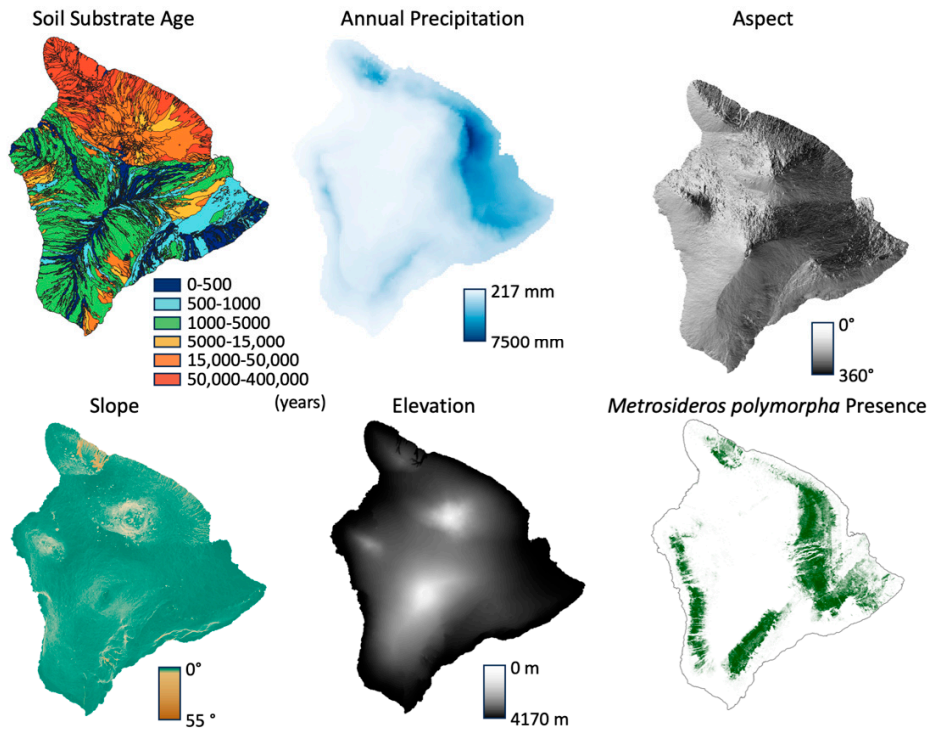 Soil Substrate Age
Annual Precipitation
Aspect
0-500
500-1000
1000-5000
5000-15,000
15,000-50,000
50,000-400,000
(years)
217 mm
7500 mm
0°
360°
Slope
Elevation
Metrosideros polymorpha Presence
0°
55 °
0 m
4170 m